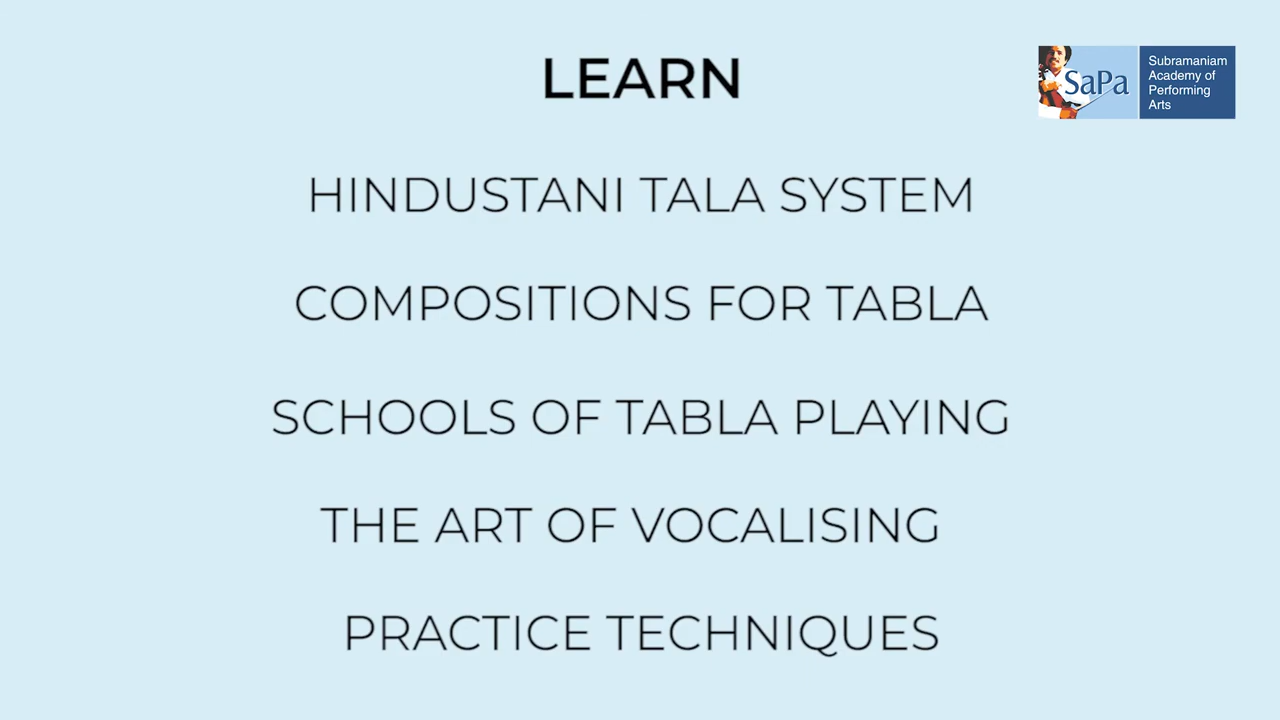 LEARN
SaPa
Subramaniam
Academy of
Performing
Arts
HINDUSTANI TALA SYSTEM
COMPOSITIONS FOR TABLA
SCHOOLS OF TABLA PLAYING
THE ART OF VOCALISING
PRACTICE TECHNIQUES